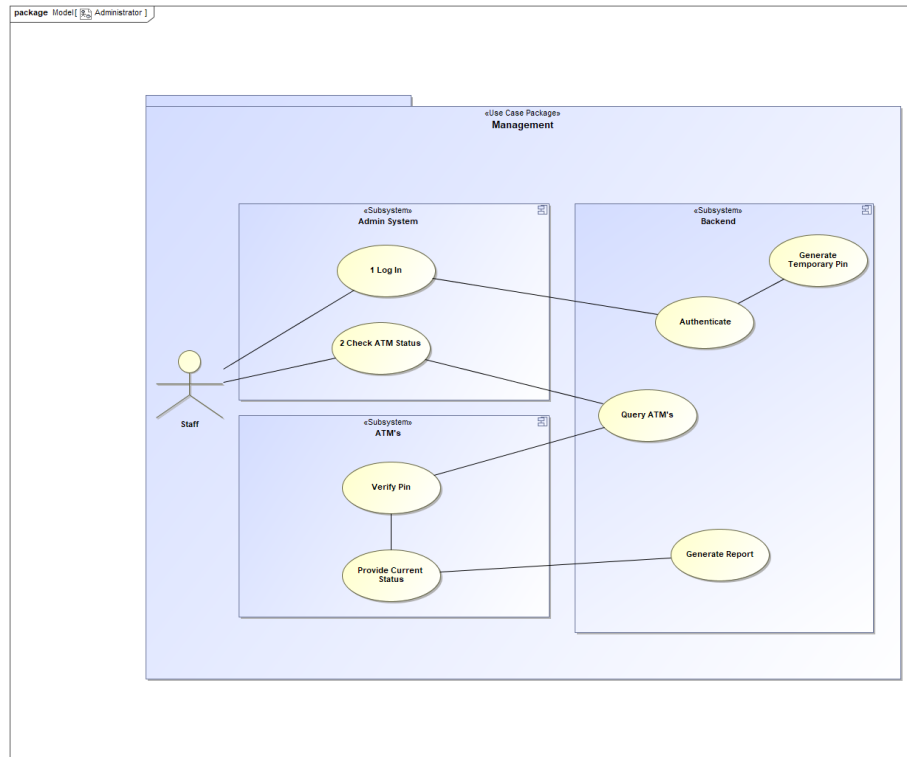 package Model[ Administrator ]
«Use Case Package»
Management
«Subsystem»
Admin System
1 Log In
2 Check ATM Status
Staff
«Subsystem»
ATM's
Verify Pin
Provide Current
Status
«Subsystem»
Backend
Generate
Temporary Pin
Authenticate
Query ATM's
Generate Report